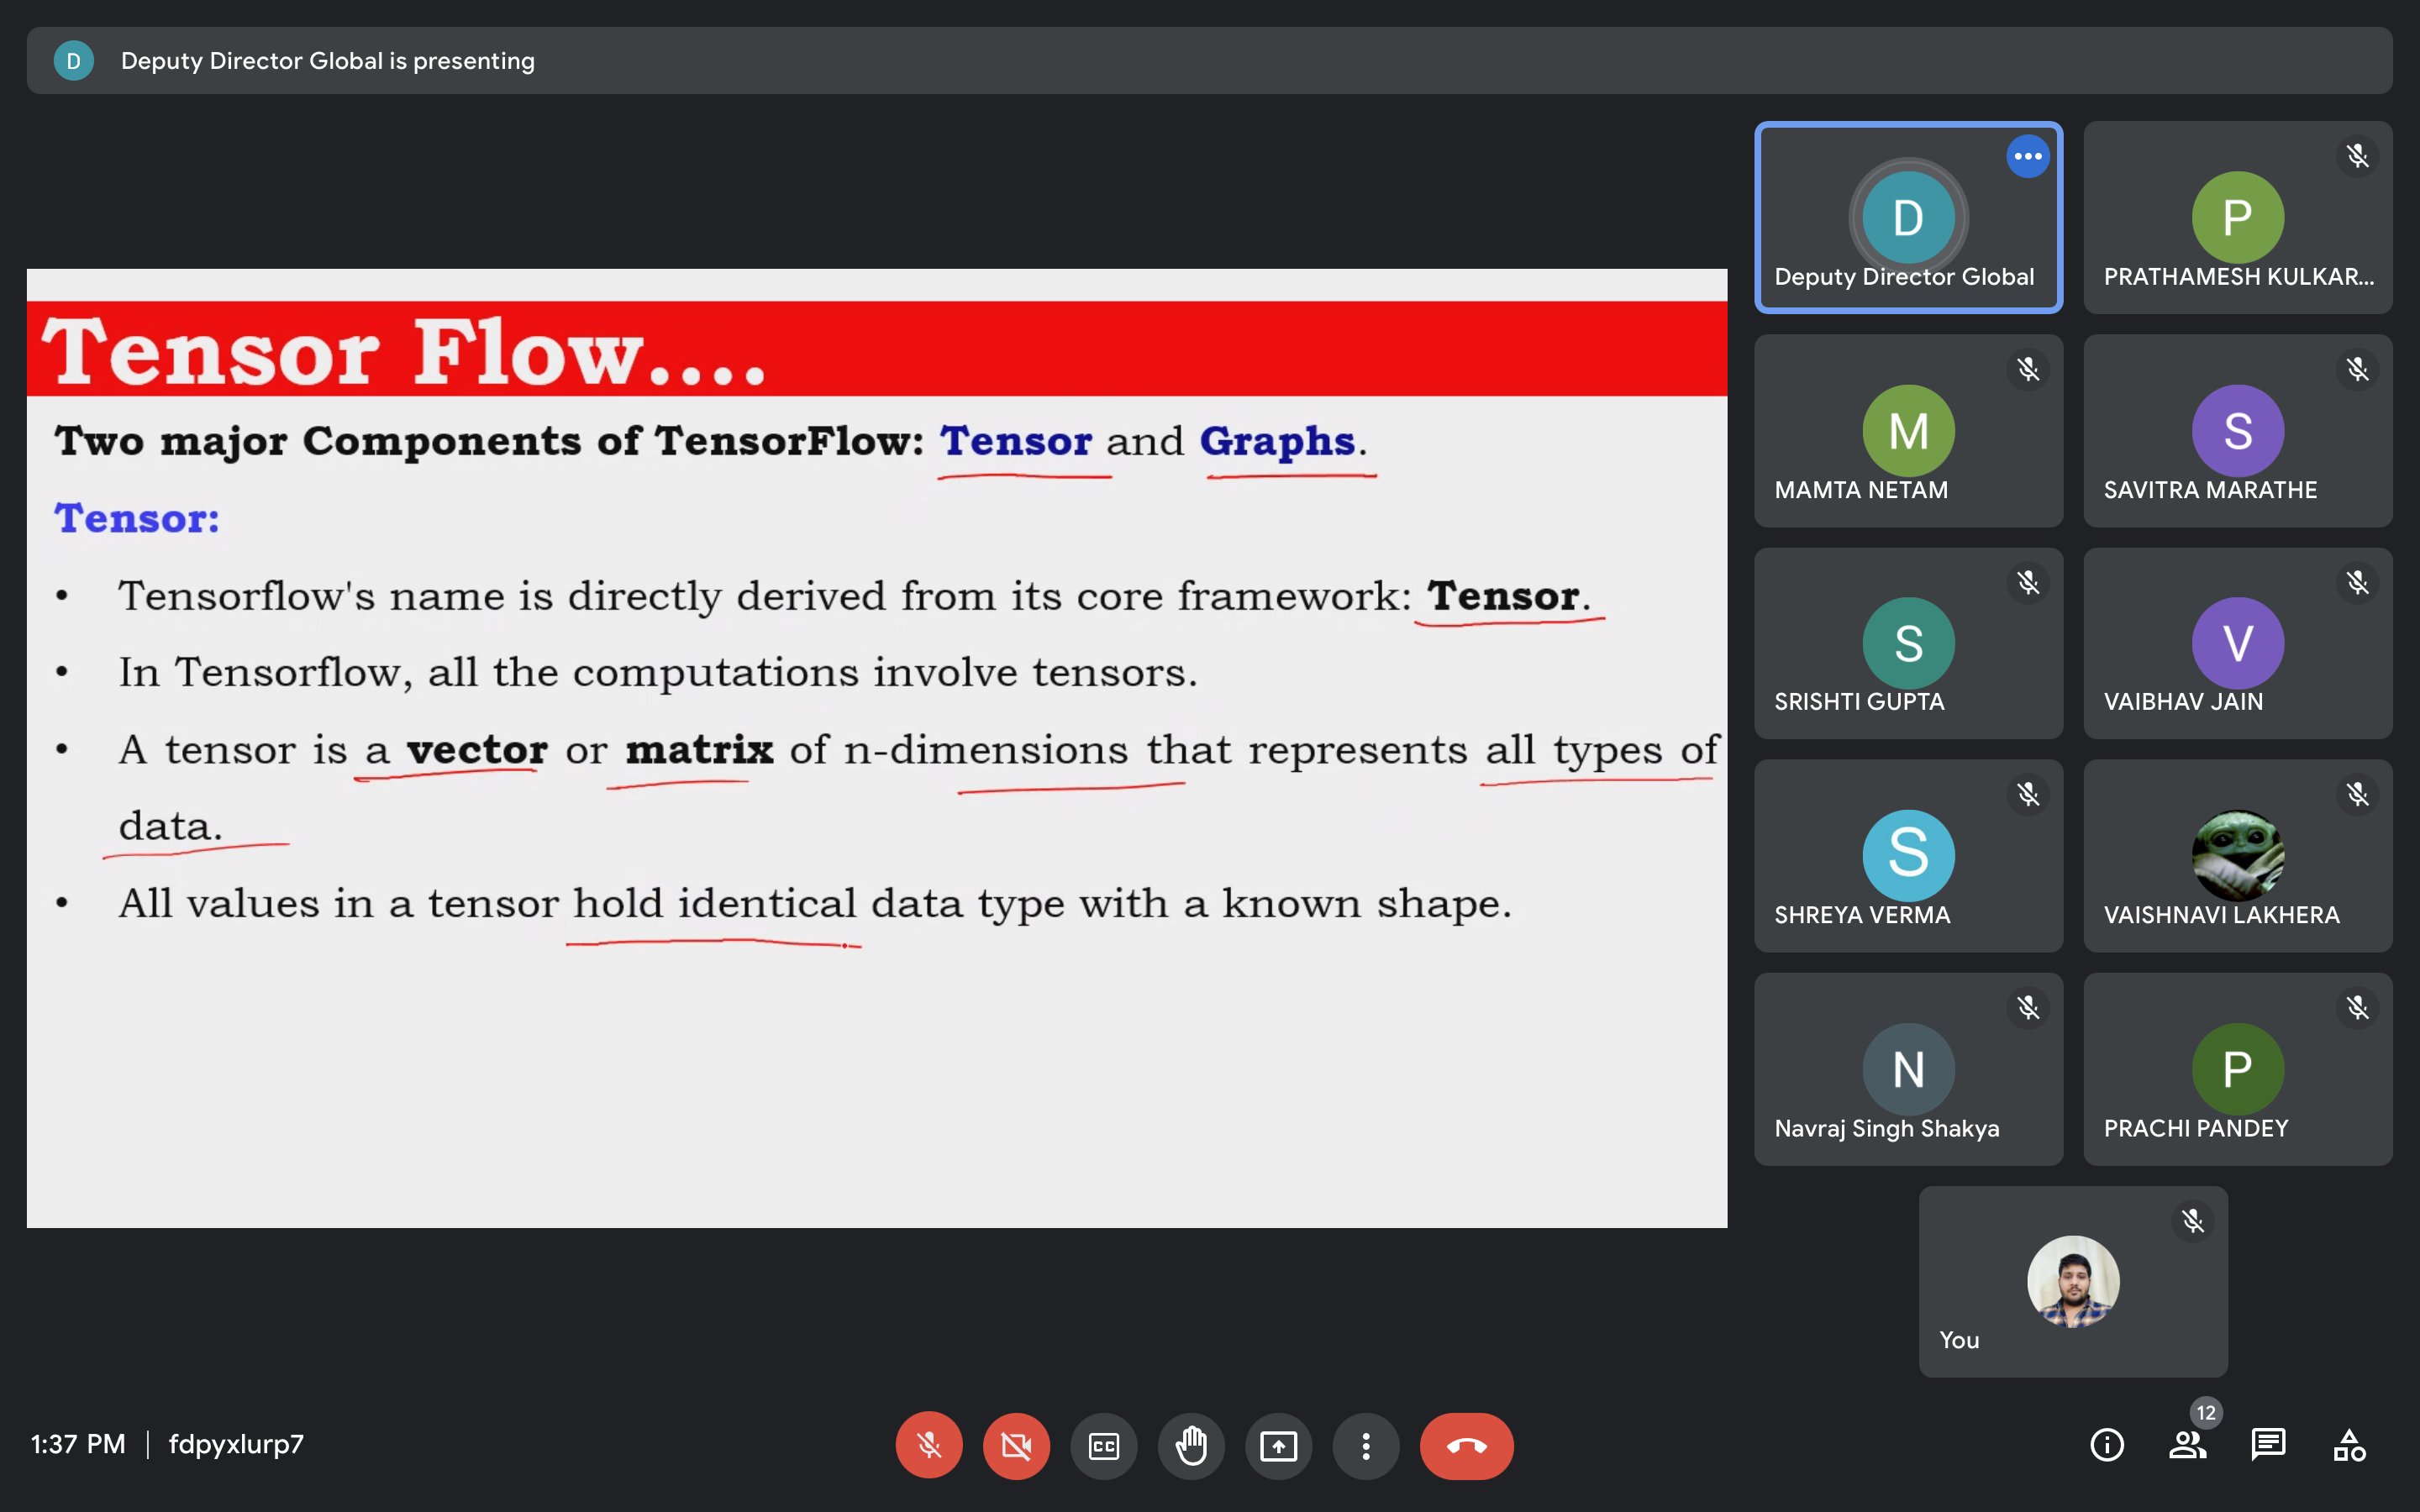 D Deputy Director Global is presenting
Tensor Flow....
Two major Components of TensorFlow: Tensor and Graphs.
Tensor:
• Tensorflow's name is directly derived from its core framework: Tensor.
• In Tensorflow, all the computations involve tensors.
• A tensor is a vector or matrix of n-dimensions that represents all types of
data.
• All values in a tensor hold identical data type with a known shape.
D
Deputy Director Global
P
PRATHAMESH KULKAR...
M
MAMTA NETAM
S
SAVITRA MARATHE
S
SRISHTI GUPTA
V
VAIBHAV JAIN
S
SHREYA VERMA
VAISHNAVI LAKHERA
N
Navraj Singh Shakya
P
PRACHI PANDEY
You
1:37 PM | fdpyxlurp7
CC
12